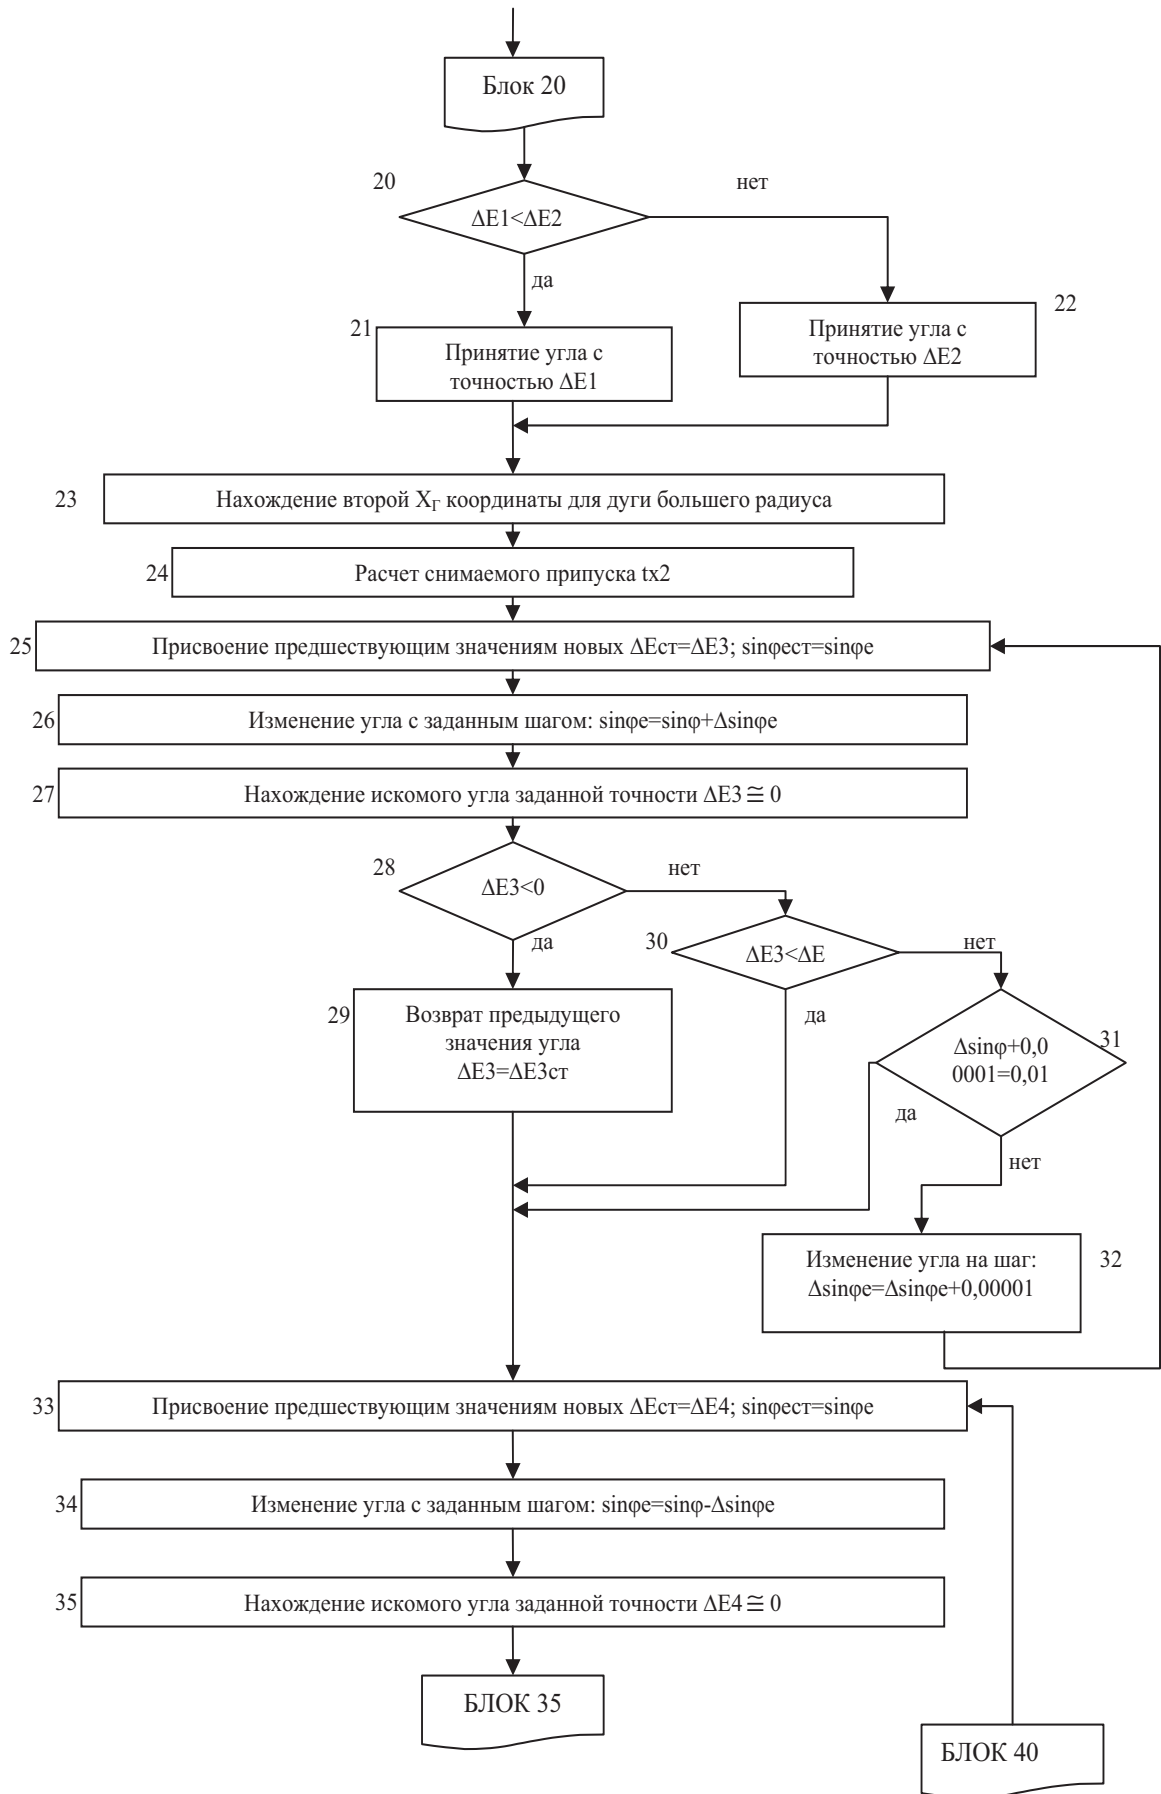 Блок 20
20
нет
ΔE1<ΔE2
да
22
21
Принятие угла с
точностью ΔE1
Принятие угла с
точностью ΔE2
23
Нахождение второй XГ координаты для дуги большего радиуса
24
Расчет снимаемого припуска tx2
25
Присвоение предшествующим значениям новых ΔEст=ΔE3; sinφeст=sinφe
26
Изменение угла с заданным шагом: sinφe=sinφ+Δsinφe
27
Нахождение искомого угла заданной точности ΔE3 ≅ 0
28
нет
ΔE3<0
да
30
ΔE3<ΔE
нет
29
Возврат предыдущего
значения угла
ΔE3=ΔE3ст
да
31
Δsinφ+0,0
0001=0,01
да
нет
Изменение угла на шаг:
Δsinφe=Δsinφe+0,00001
32
33
Присвоение предшествующим значениям новых ΔEст=ΔE4; sinφeст=sinφe
34
Изменение угла с заданным шагом: sinφe=sinφ-Δsinφe
35
Нахождение искомого угла заданной точности ΔE4 ≅ 0
БЛОК 35
БЛОК 40